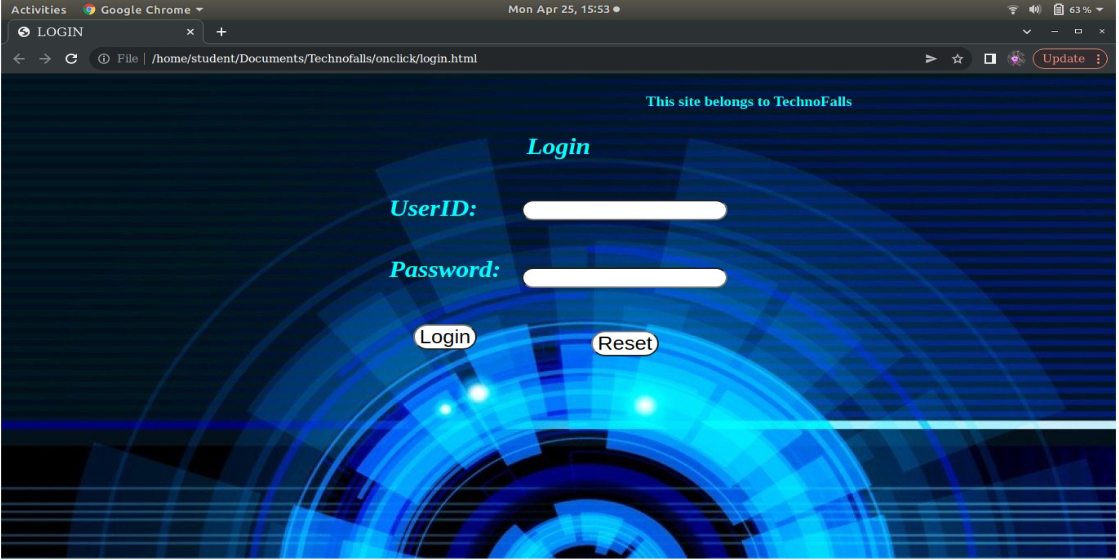 Activities Google Chrome Mon Apr 25, 15:53 63 %
LOGIN
File /home/student/Documents/Technofalls/onclick/login.html Update
This site belongs to TechnoFalls
Login
UserID:
Password:
Login Reset